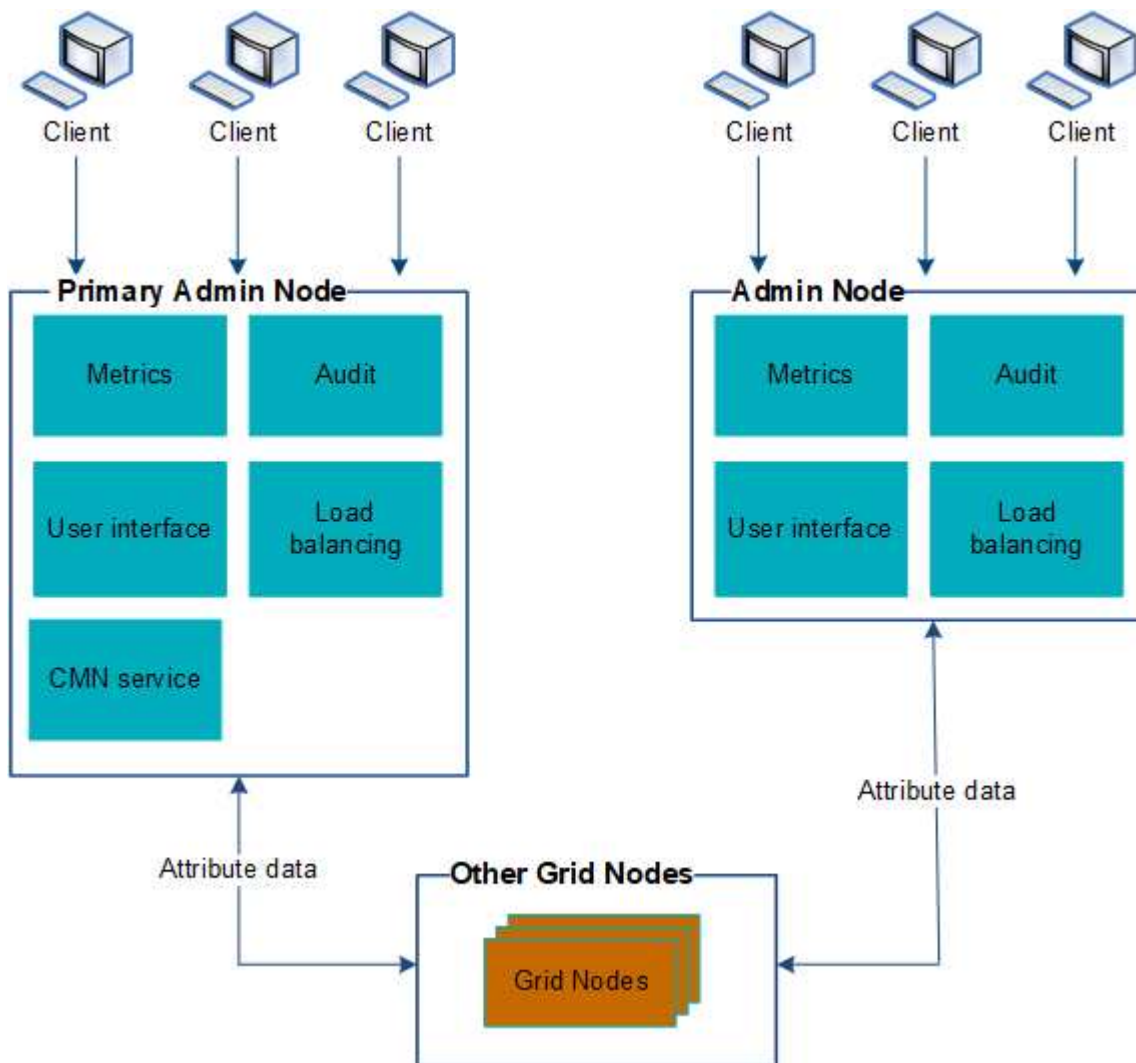 Client
Client
Client
Client
Client
Client
Primary Admin Node
Admin Node
Metrics
Audit
Metrics
Audit
User interface
Load
balancing
User interface
Load
balancing
CMN service
Attribute data
Attribute data
Other Grid Nodes
Grid Nodes